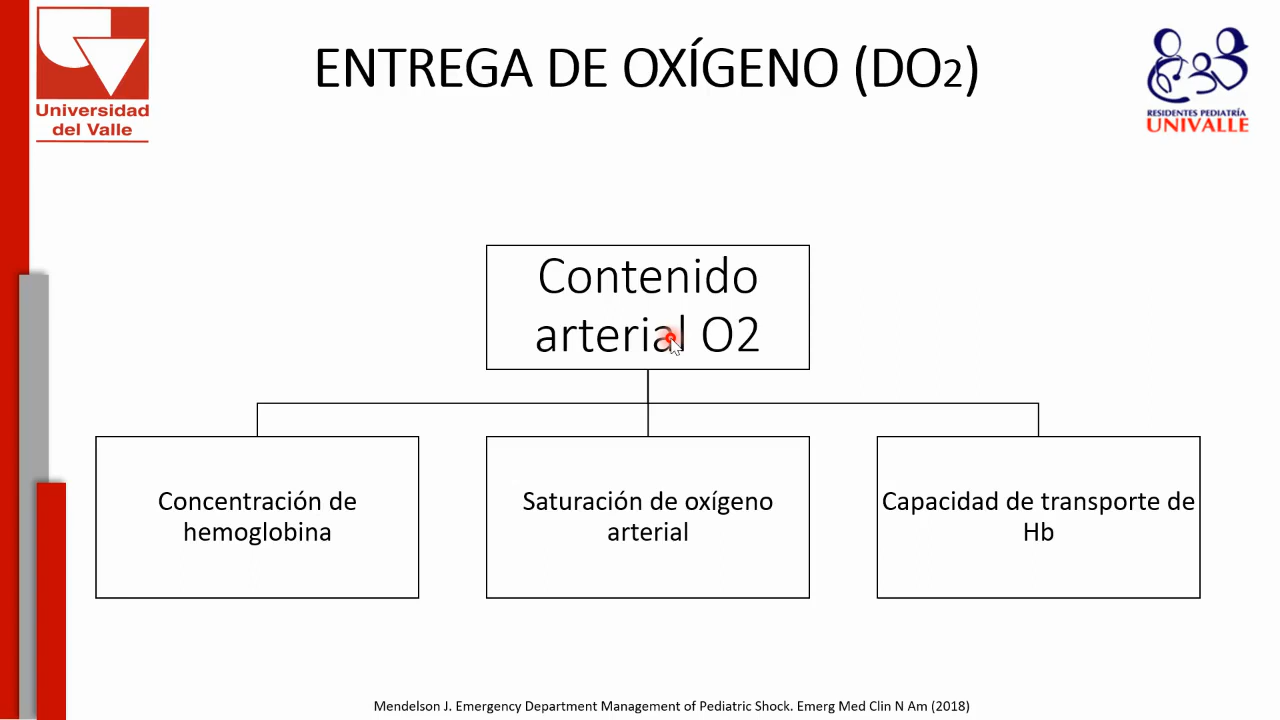 Universidad
del Valle
ENTREGA DE OXÍGENO (DO2)
RESIDENTES PEDIATRÍA
UNIVALLE
Contenido
arterial O2
Concentración de
hemoglobina
Saturación de oxígeno
arterial
Capacidad de transporte de
Hb
Mendelson J. Emergency Department Management of Pediatric Shock. Emerg Med Clin N Am (2018)